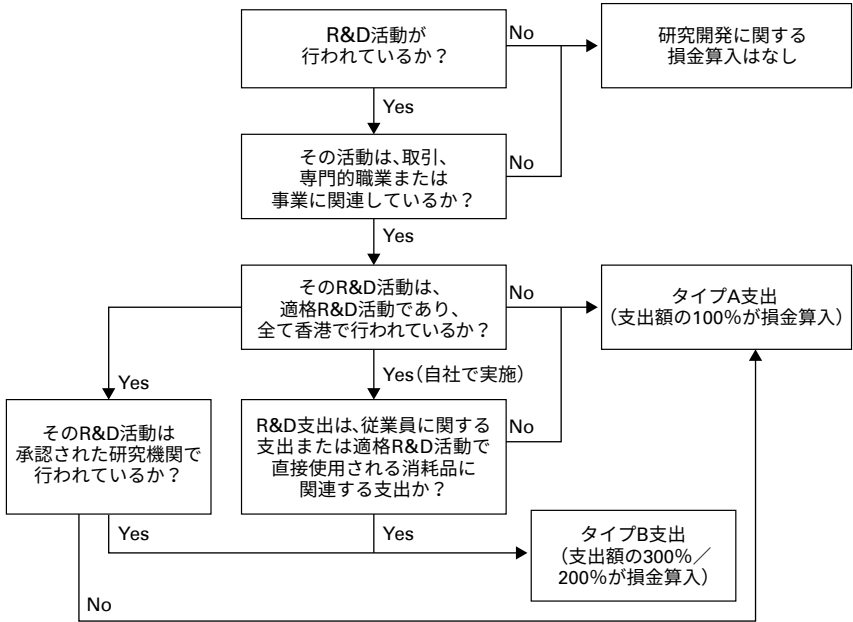 R&D活動が
行われているか？
No
研究開発に関する
損金算入はなし
Yes
その活動は、取引、
専門的職業または
事業に関連しているか？
No
Yes
そのR&D活動は、
適格R&D活動であり、
全て香港で行われているか？
No
タイプA支出
（支出額の100％が損金算入）
Yes
Yes（自社で実施）
そのR&D活動は
承認された研究機関で
行われているか？
R&D支出は、従業員に関する
支出または適格R&D活動で
直接使用される消耗品に
関連する支出か？
No
Yes
Yes
タイプB支出
（支出額の300％／
200％が損金算入）
No